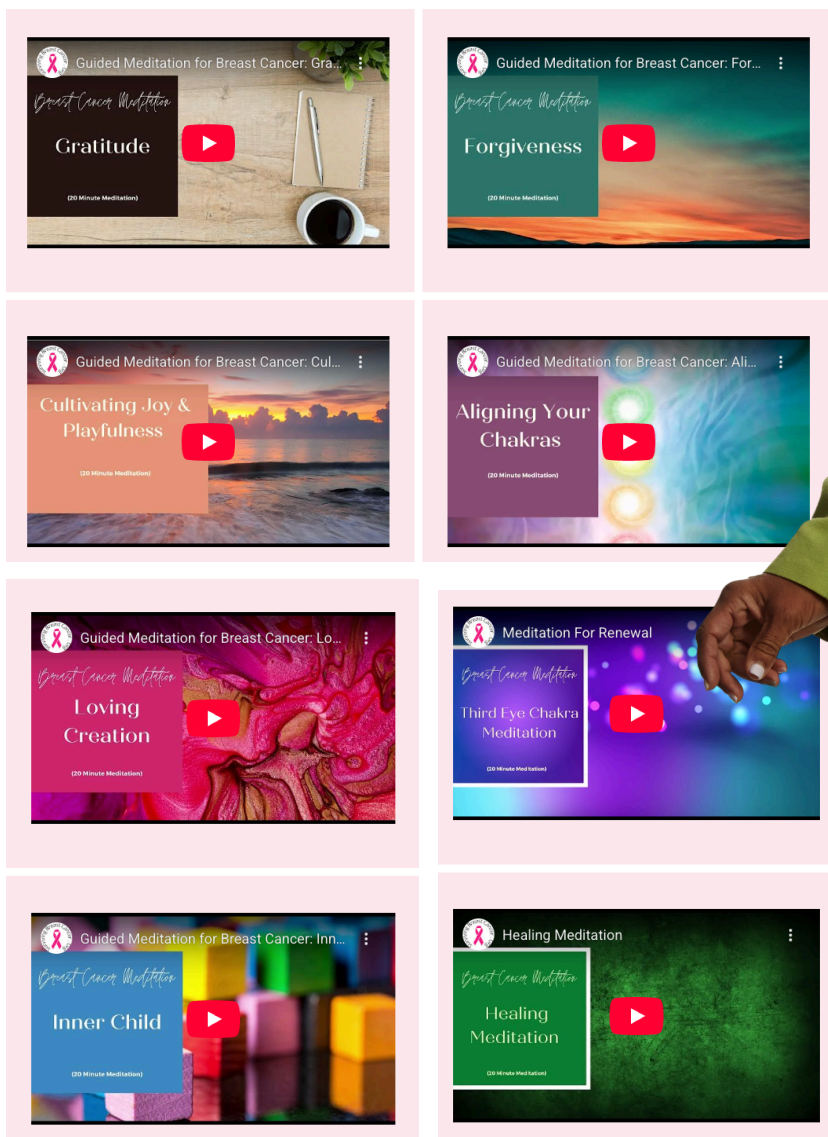 Guided Meditation for Breast Cancer: Gra...
Breast Cancer Meditation
Gratitude
(20 Minute Meditation)
Guided Meditation for Breast Cancer: For...
Breast Cancer Meditation
Forgiveness
(20 Minute Meditation)
Guided Meditation for Breast Cancer: Cul...
Cultivating Joy &
Playfulness
(20 Minute Meditation)
Guided Meditation for Breast Cancer: Ali...
Aligning Your
Chakras
(20 Minute Meditation)
Guided Meditation for Breast Cancer: Lo...
Breast Cancer Meditation
Loving
Creation
(20 Minute Meditation)
Meditation For Renewal
Breast Cancer Meditation
Third Eye Chakra
Meditation
(20 Minute Meditation)
Guided Meditation for Breast Cancer: Inn...
Breast Cancer Meditation
Inner Child
(20 Minute Meditation)
Healing Meditation
Breast Cancer Meditation
Healing
Meditation
(20 Minute Meditation)